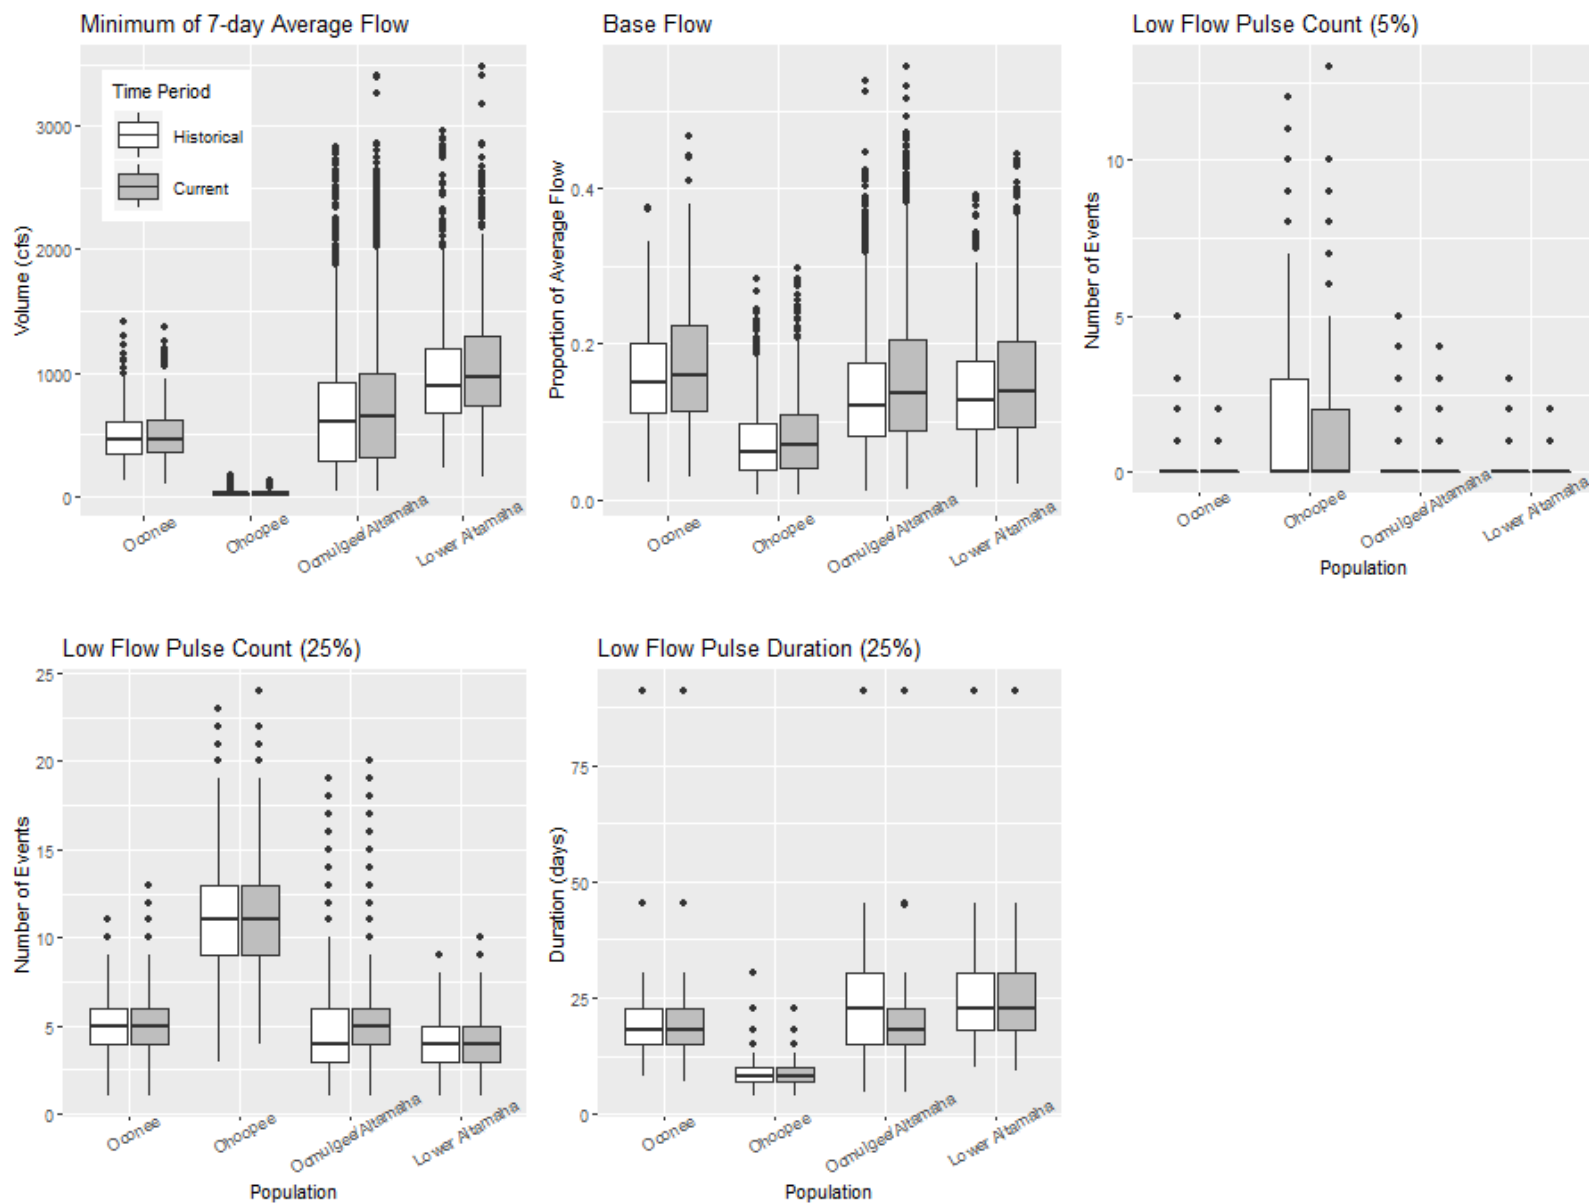 Minimum of 7-day Average Flow
Volume (cfs)
3000
2000
1000
0
Time Period
Historical
Current
Oconee
Ohoopee
Ocmulgee/Altamaha
Lower Altamaha
Base Flow
Proportion of Average Flow
0.4
0.2
0.0
Oconee
Ohoopee
Ocmulgee/Altamaha
Lower Altamaha
Low Flow Pulse Count (5%)
Number of Events
10
5
0
Oconee
Ohoopee
Ocmulgee/Altamaha
Lower Altamaha
Population
Low Flow Pulse Count (25%)
Number of Events
25
20
15
10
5
0
Oconee
Ohoopee
Ocmulgee/Altamaha
Lower Altamaha
Population
Low Flow Pulse Duration (25%)
Duration (days)
75
50
25
0
Oconee
Ohoopee
Ocmulgee/Altamaha
Lower Altamaha
Population